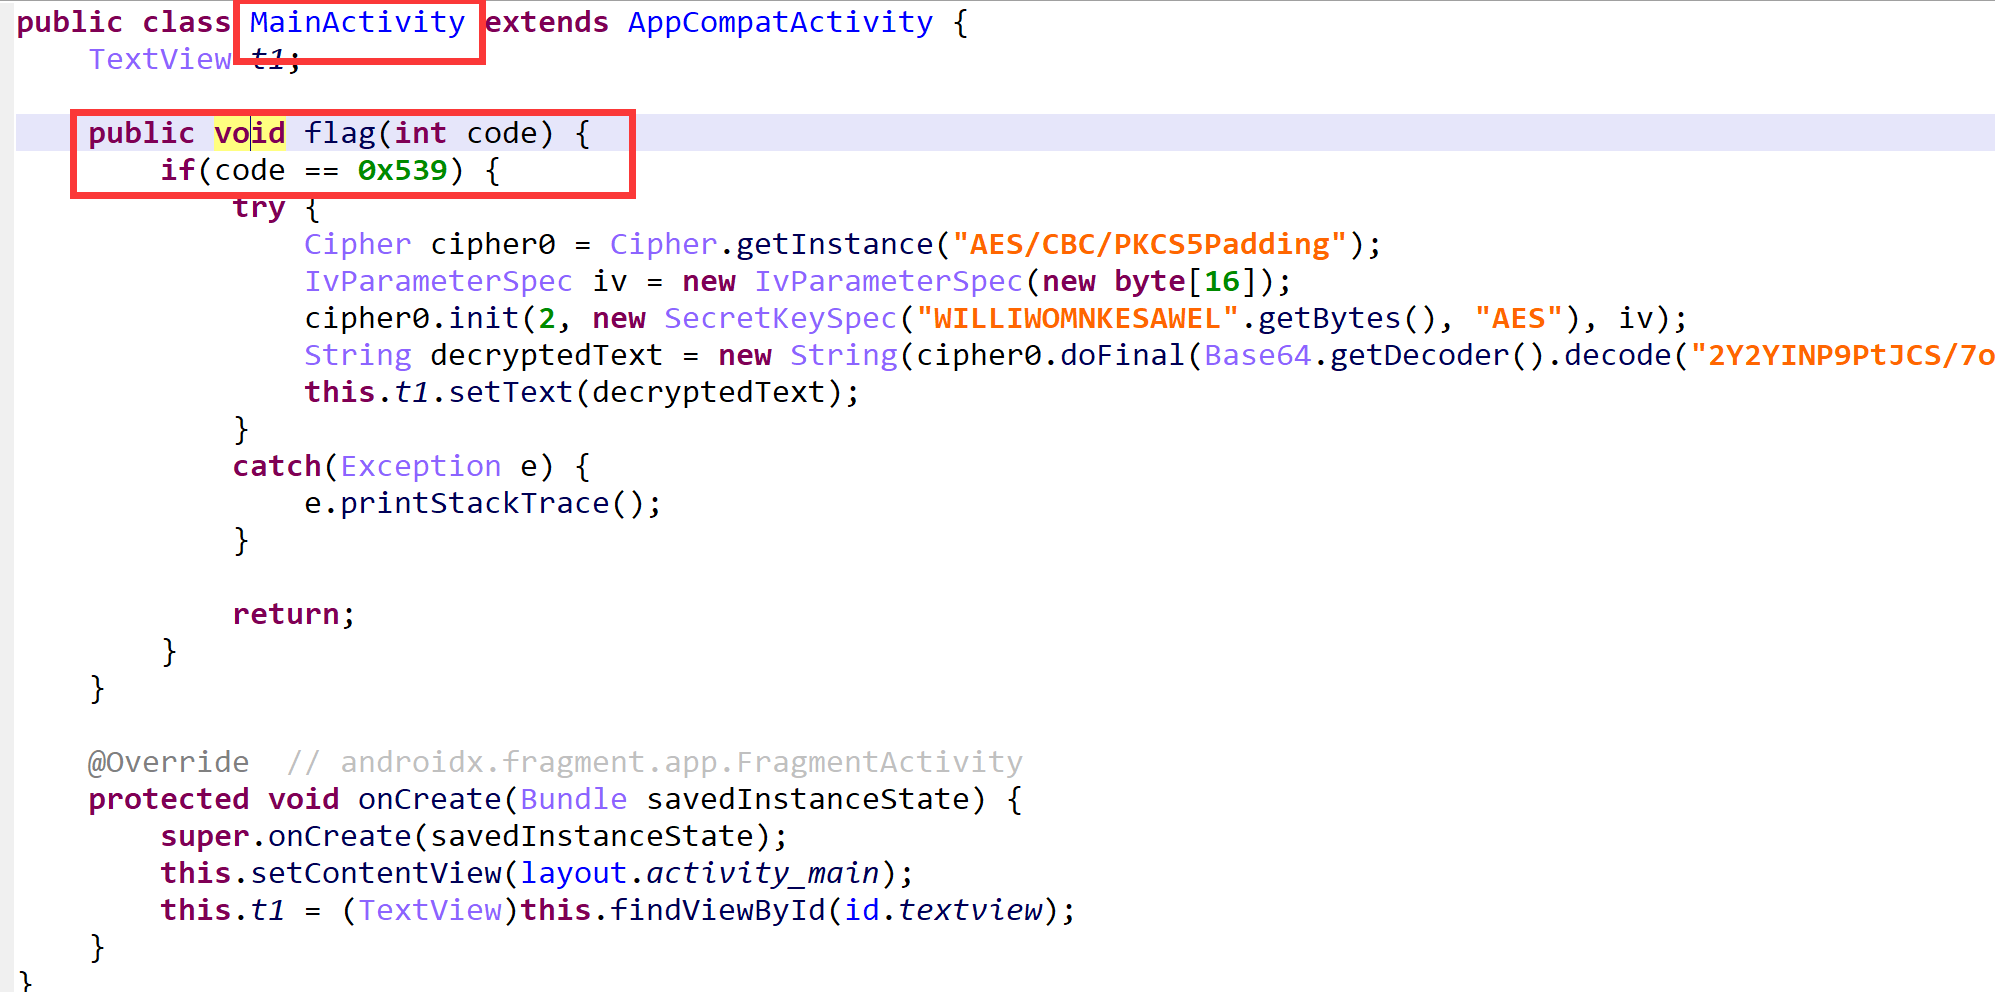 public class MainActivity extends AppCompatActivity {
    TextView t1;
    public void flag(int code) {
        if(code == 0x539) {
            try {
                Cipher cipher0 = Cipher.getInstance("AES/CBC/PKCS5Padding");
                IvParameterSpec iv = new IvParameterSpec(new byte[16]);
                cipher0.init(2, new SecretKeySpec("WILLIWOMNKESAWEL".getBytes(), "AES"), iv);
                String decryptedText = new String(cipher0.doFinal(Base64.getDecoder().decode("2Y2YINP9PtJCS/7o
                this.t1.setText(decryptedText);
            }
            catch(Exception e) {
                e.printStackTrace();
            }
            return;
        }
    }
    @Override  // androidx.fragment.app.FragmentActivity
    protected void onCreate(Bundle savedInstanceState) {
        super.onCreate(savedInstanceState);
        this.setContentView(layout.activity_main);
        this.t1 = (TextView)this.findViewById(id.textview);
    }
}